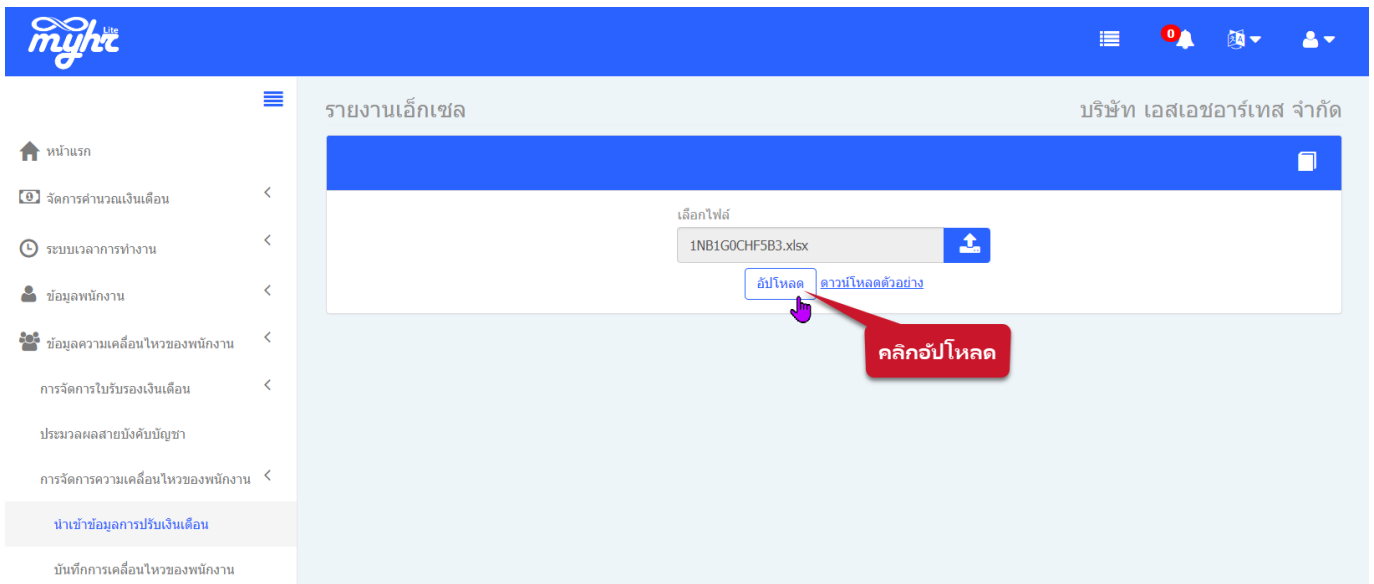 myhr Lite
0
รายงานเอ็กเซล
บริษัท เอสเอชอาร์เทส จำกัด
หน้าแรก
จัดการคำนวณเงินเดือน
ระบบเวลาการทำงาน
ข้อมูลพนักงาน
ข้อมูลความเคลื่อนไหวของพนักงาน
การจัดการใบรับรองเงินเดือน
ประมวลผลสายบังคับบัญชา
การจัดการความเคลื่อนไหวของพนักงาน
นำเข้าข้อมูลการปรับเงินเดือน
บันทึกการเคลื่อนไหวของพนักงาน
เลือกไฟล์
1NB1G0CHF5B3.xlsx
อัปโหลด ดาวน์โหลดตัวอย่าง
คลิกอัปโหลด